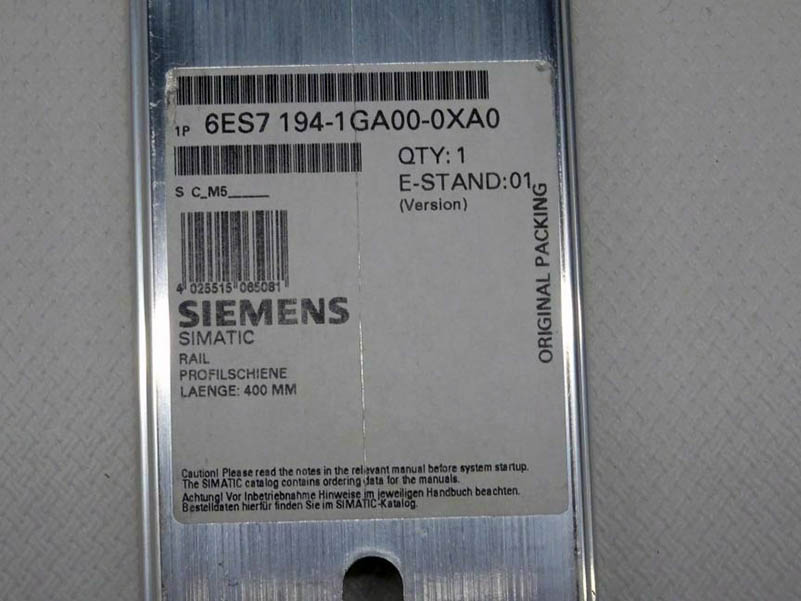 1P 6ES7 194-1GA00-0XA0
QTY: 1
E-STAND:01
(Version)
S C_M5_____
4 025515 065081
ORIGINAL PACKING
SIEMENS
SIMATIC
RAIL
PROFILSCHIENE
LAENGE: 400 MM
Caution! Please read the notes in the relevant manual before system startup.
The SIMATIC catalog contains ordering data for the manuals.
Achtung! Vor Inbetriebnahme Hinweise im jeweiligen Handbuch beachten.
Bestelldaten hierfür finden Sie im SIMATIC-Katalog.